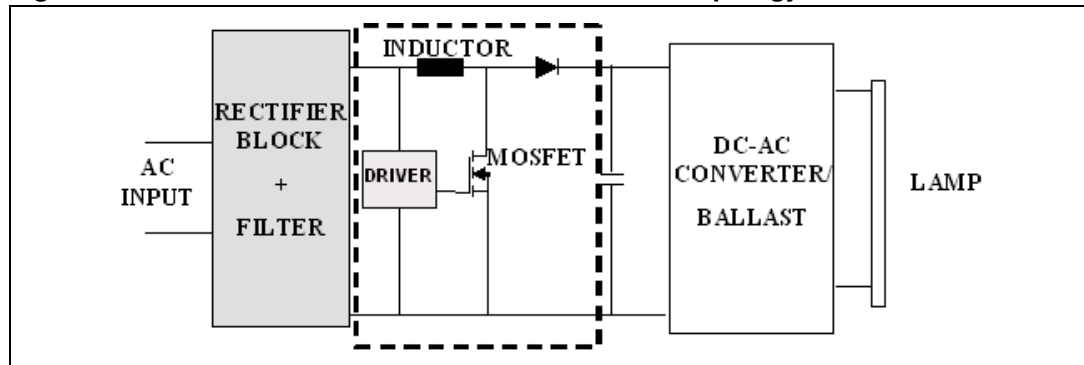 INDUCTOR
RECTIFIER
BLOCK
+
FILTER
AC
INPUT
DRIVER
MOSFET
DC-AC
CONVERTER/
BALLAST
LAMP